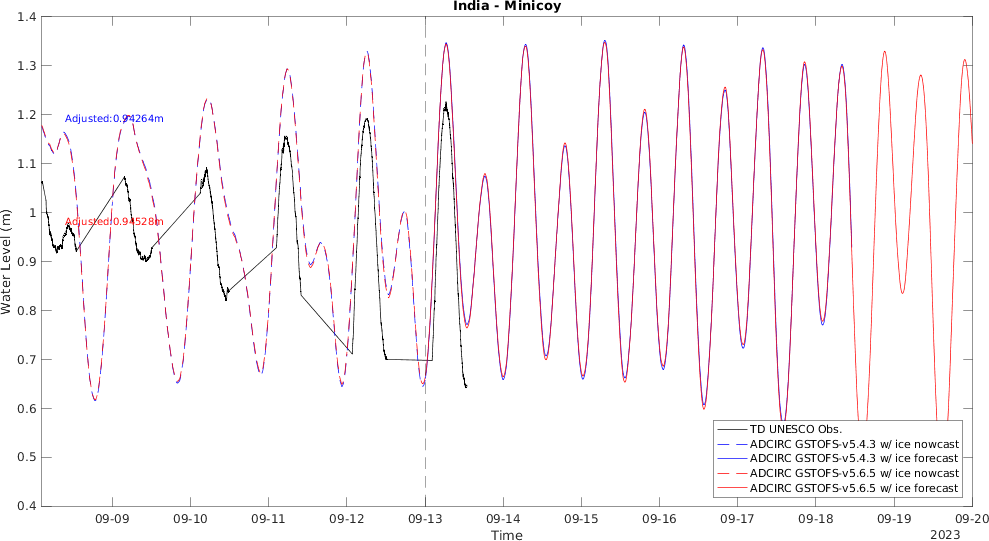 India - Minicoy
1.4
1.3
1.2
1.1
1
0.9
0.8
0.7
0.6
0.5
0.4
Water Level (m)
Adjusted:0.94264m
Adjusted:0.94528m
TD UNESCO Obs.
ADCIRC GSTOFS-v5.4.3 w/ ice nowcast
ADCIRC GSTOFS-v5.4.3 w/ ice forecast
ADCIRC GSTOFS-v5.6.5 w/ ice nowcast
ADCIRC GSTOFS-v5.6.5 w/ ice forecast
09-09 09-10 09-11 09-12 09-13 09-14 09-15 09-16 09-17 09-18 09-19 09-20
Time
2023